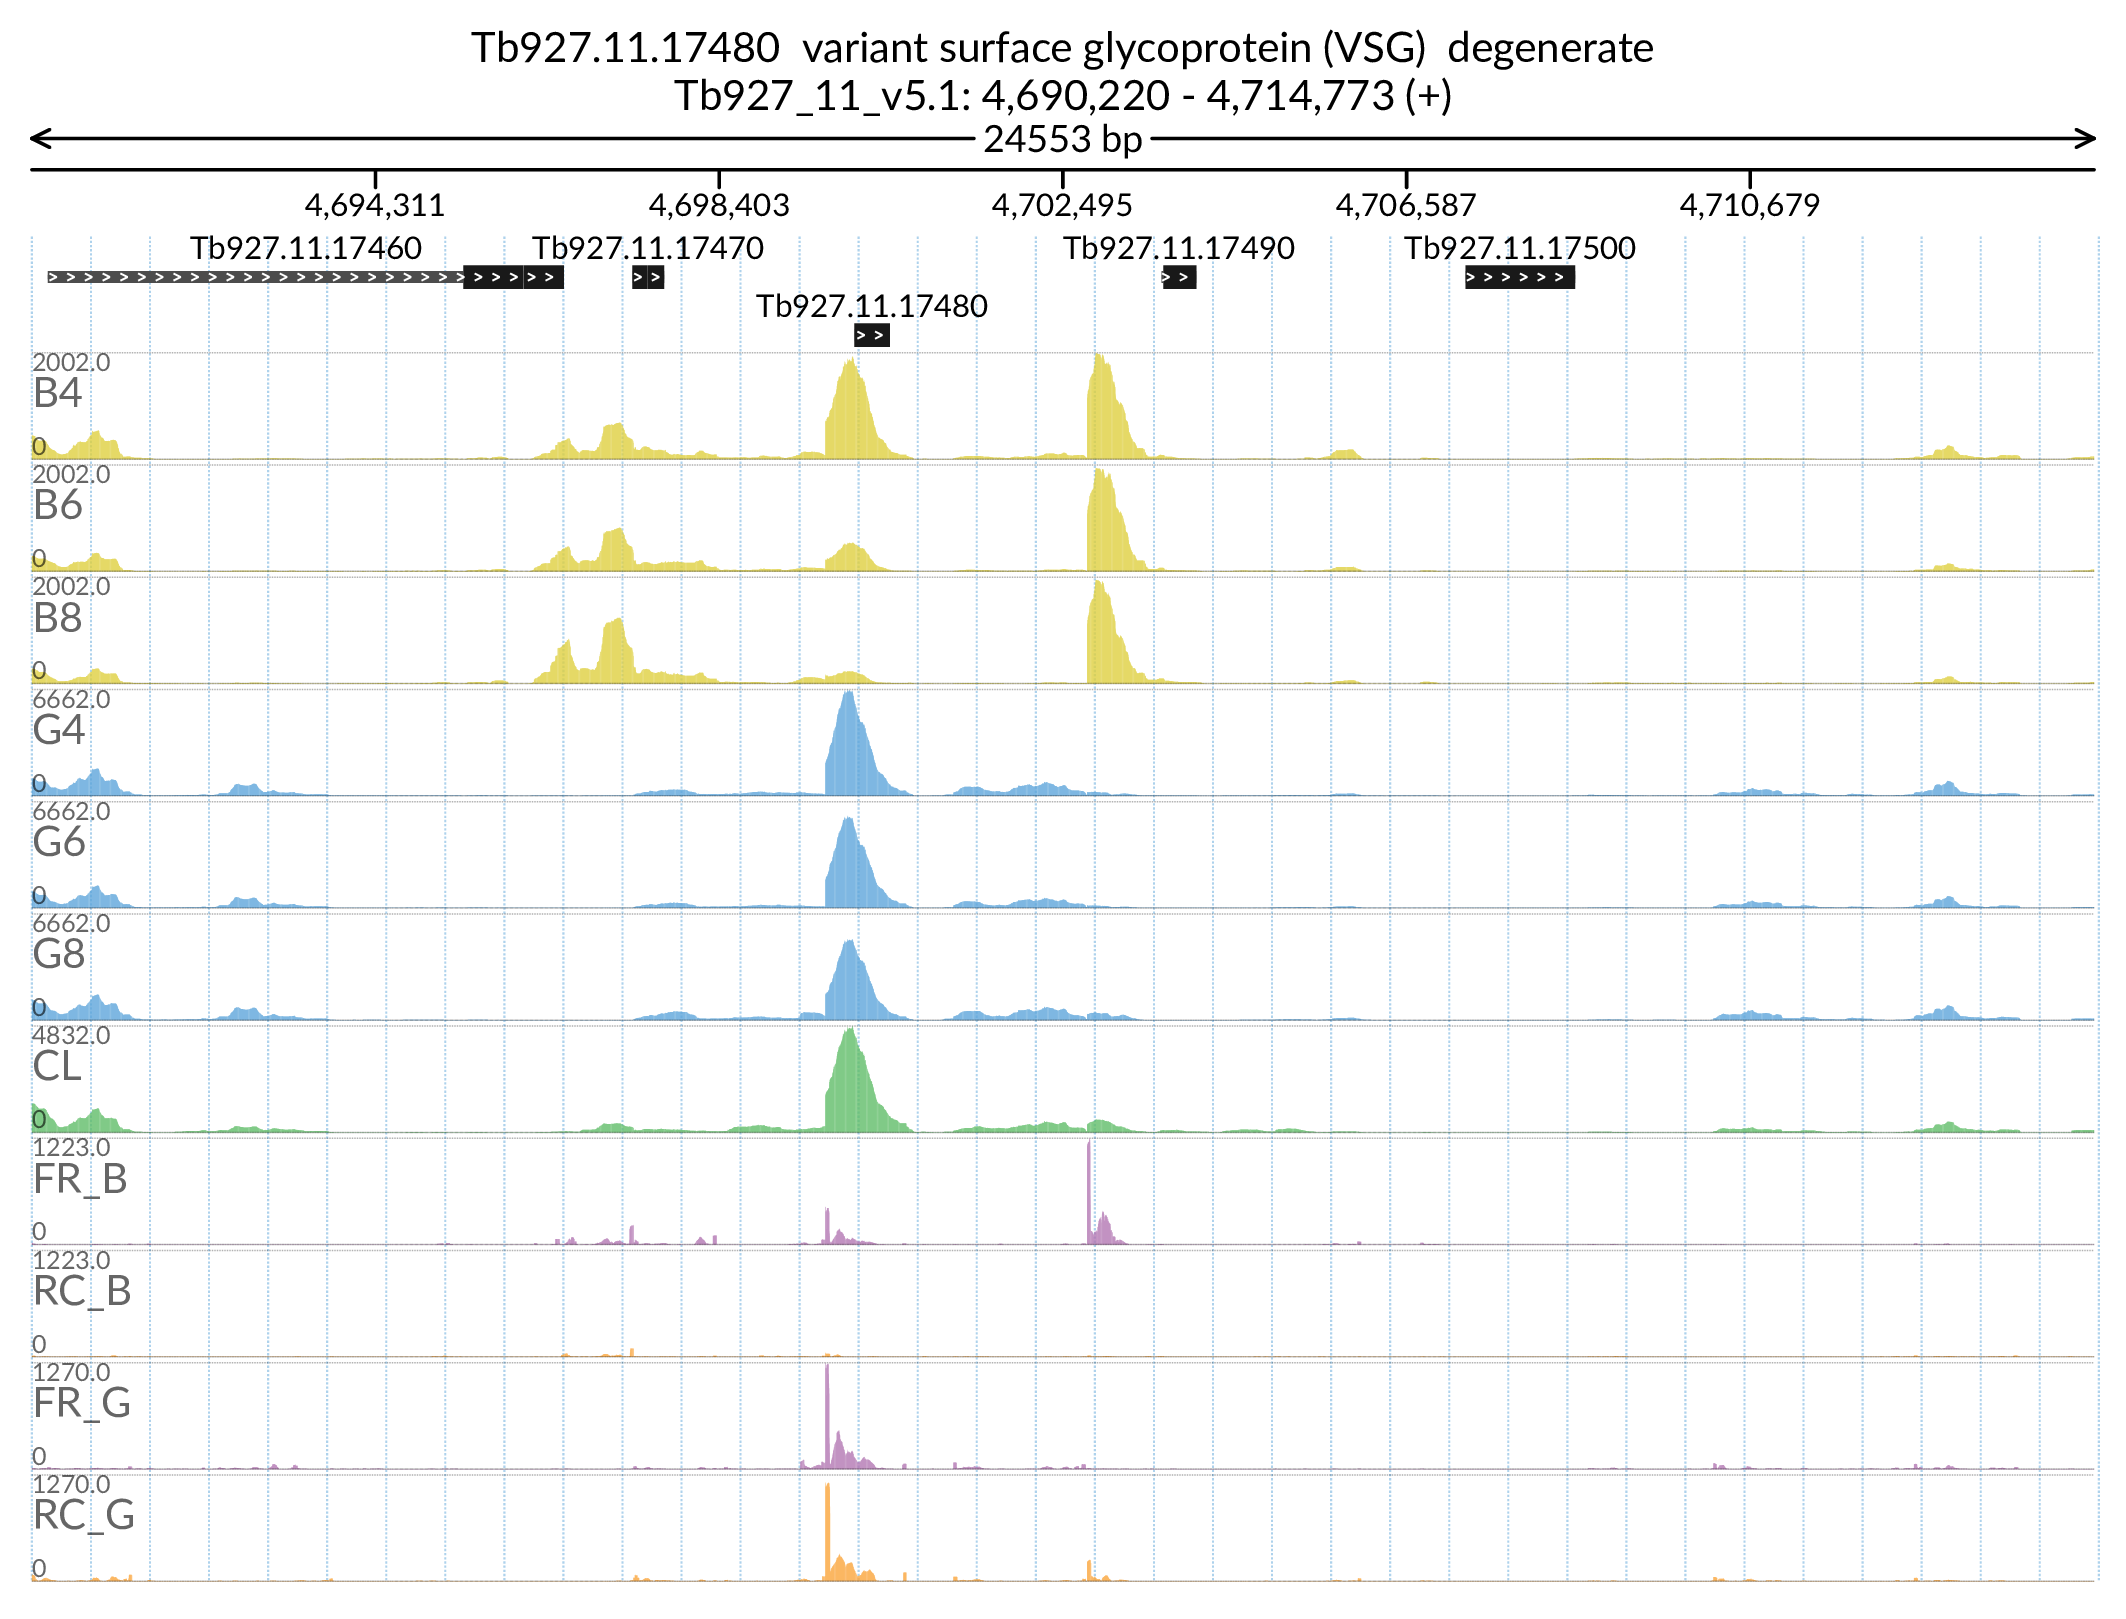 Tb927.11.17480 variant surface glycoprotein (VSG) degenerate
Tb927_11_v5.1: 4,690,220 - 4,714,773 (+)
24553 bp
4,694,311 4,698,403 4,702,495 4,706,587 4,710,679
Tb927.11.17460 Tb927.11.17470 Tb927.11.17490 Tb927.11.17500
Tb927.11.17480
2002.0
B4
0
2002.0
B6
0
2002.0
B8
0
6662.0
G4
0
6662.0
G6
0
6662.0
G8
0
4832.0
CL
0
1223.0
FR_B
0
1223.0
RC_B
0
1270.0
FR_G
0
1270.0
RC_G
0